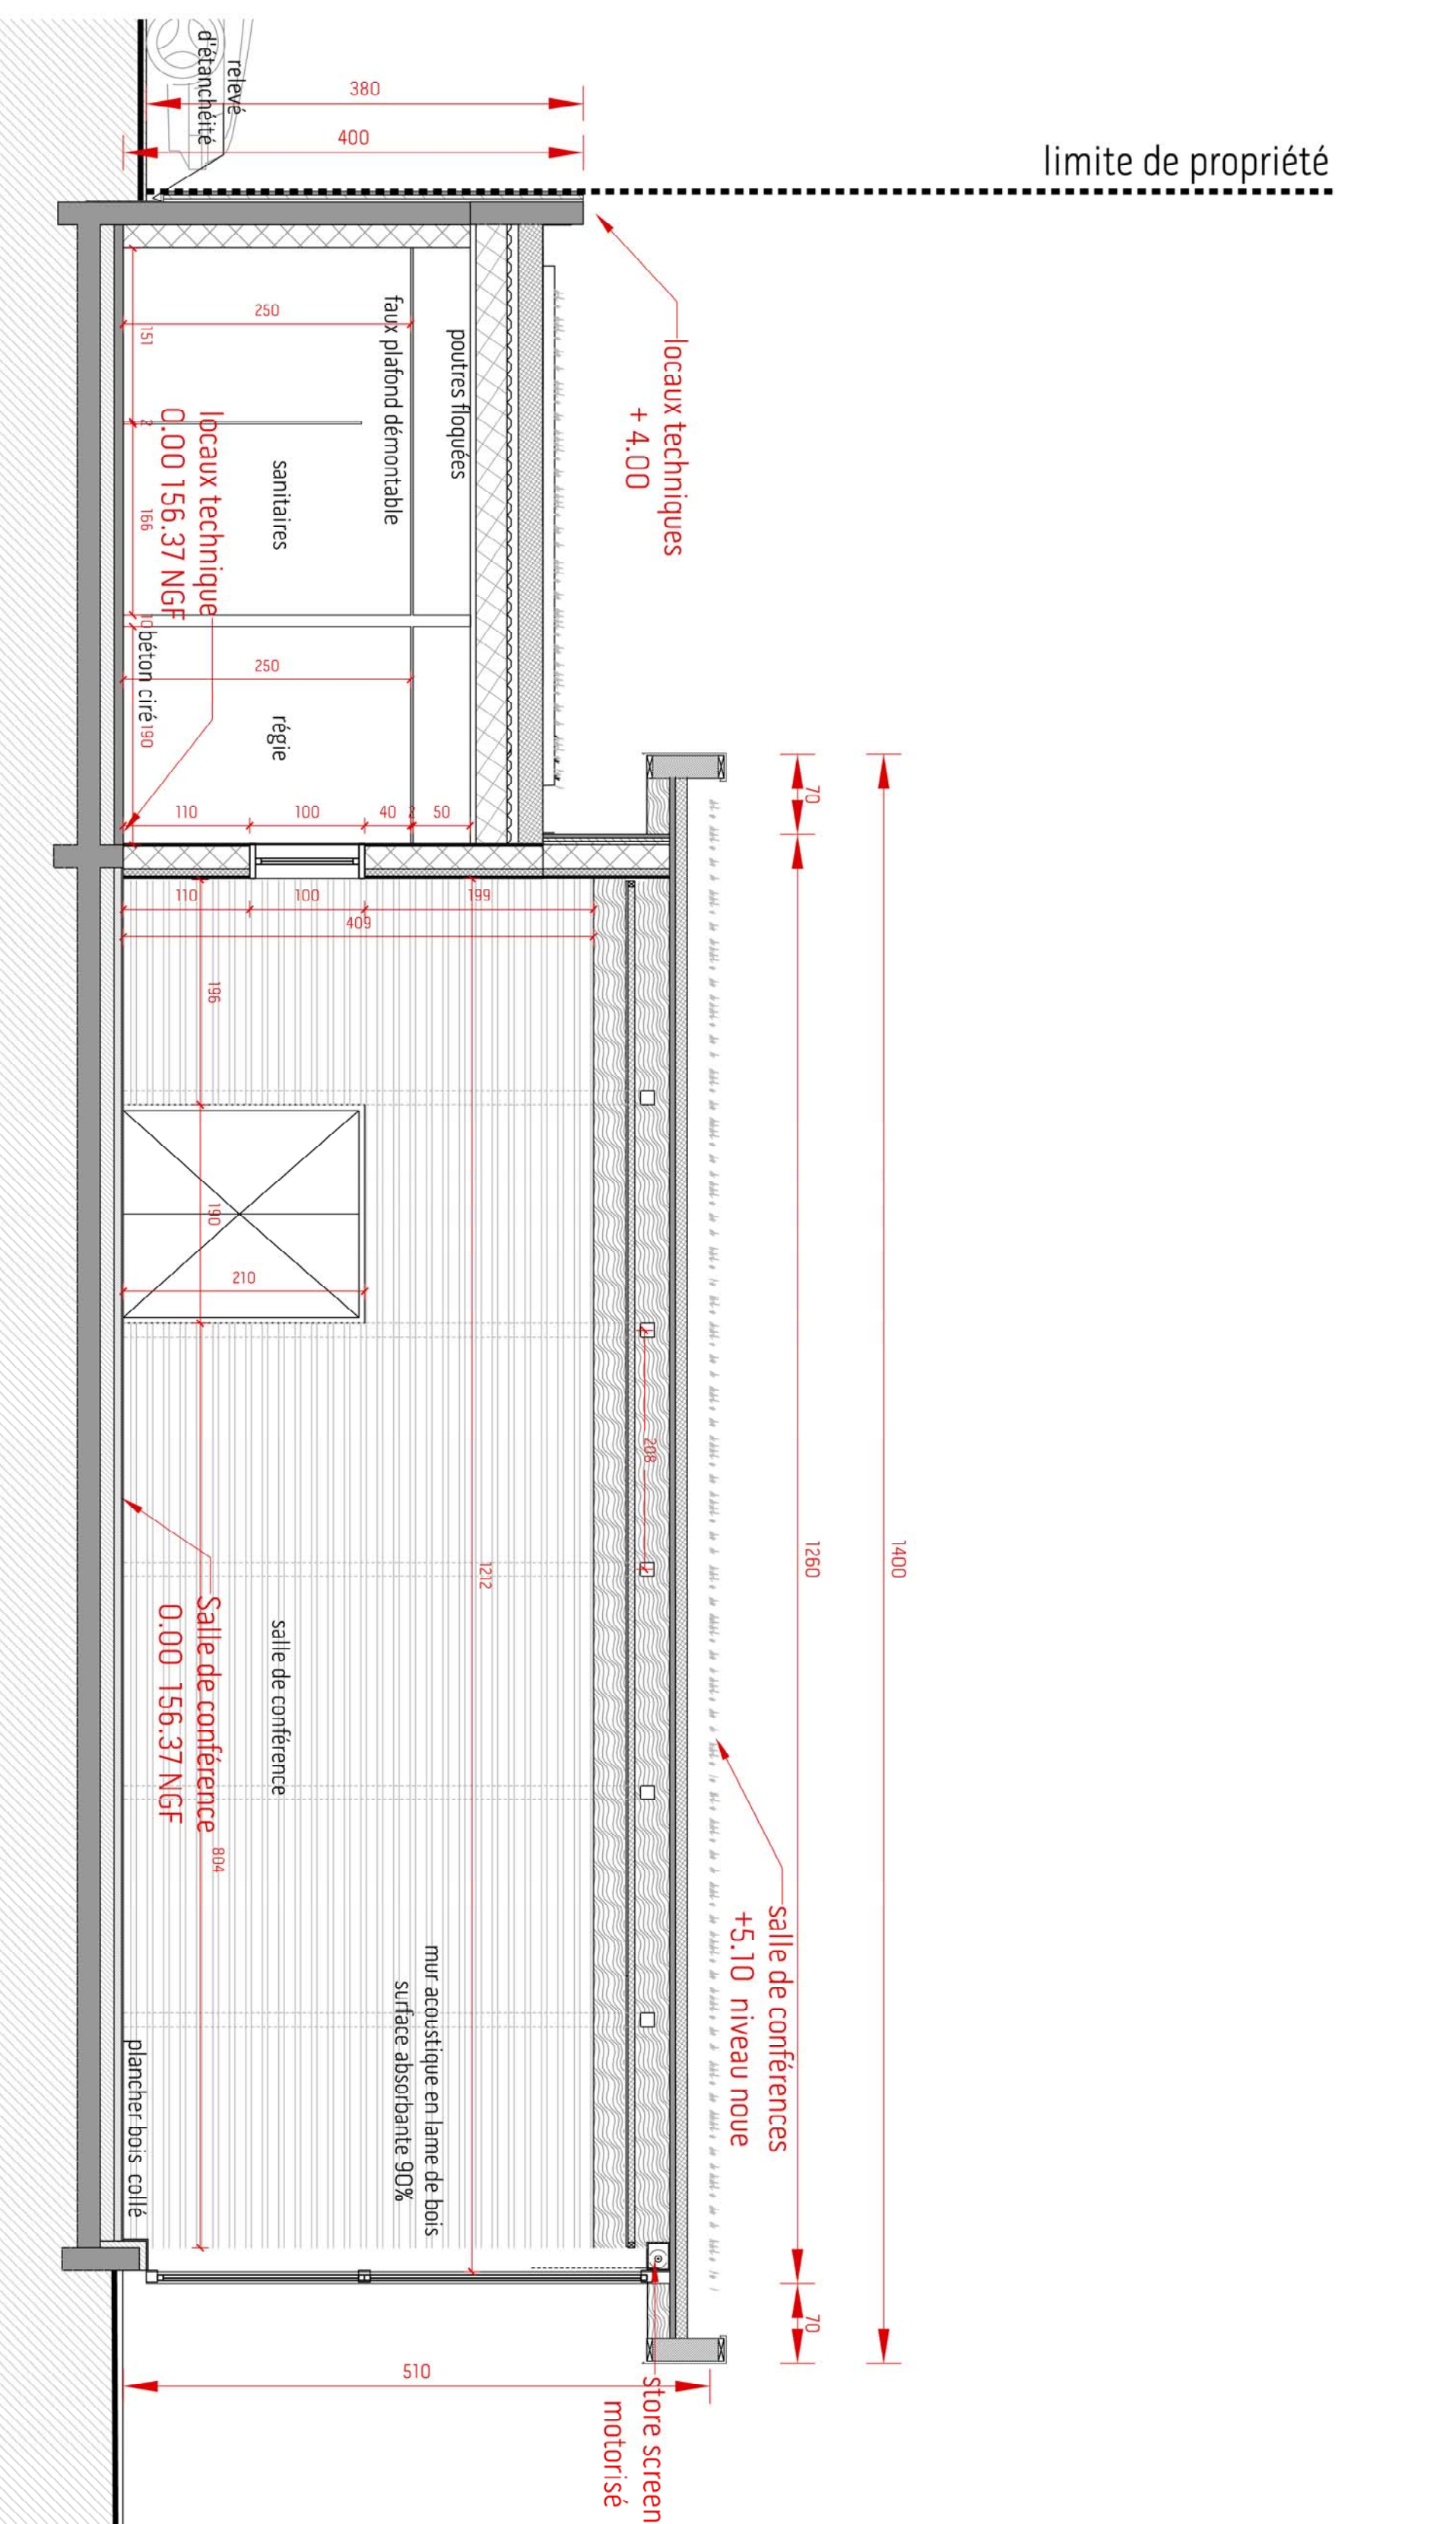 limite de propriété
relevé
d'étanchéité
380
400
locaux techniques
+ 4.00
poutres floquées
faux plafond démontable
250
151
2
166
10
sanitaires
locaux technique
0.00 156.37 NGF
béton ciré
190
250
régie
110
100
40
2
50
110
100
199
409
196
190
210
208
1212
804
70
1260
1400
70
salle de conférences
+5.10 niveau noue
salle de conférence
Salle de conférence
0.00 156.37 NGF
mur acoustique en lame de bois
surface absorbante 90%
plancher bois collé
510
store screen
motorisé